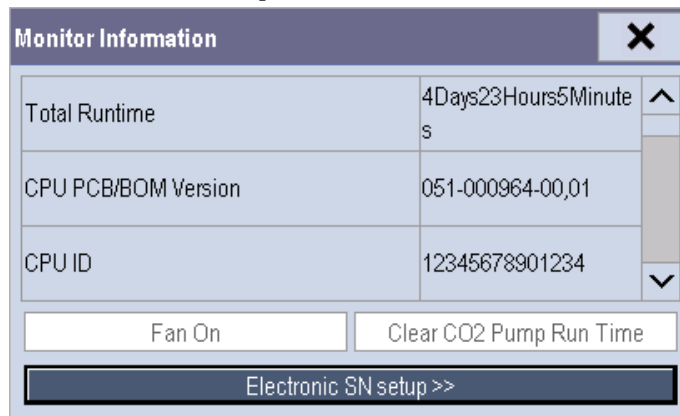 Monitor Information
Total Runtime
4Days23Hours5Minute
s
CPU PCB/BOM Version
051-000964-00,01
CPU ID
12345678901234
Fan On
Clear CO2 Pump Run Time
Electronic SN setup >>